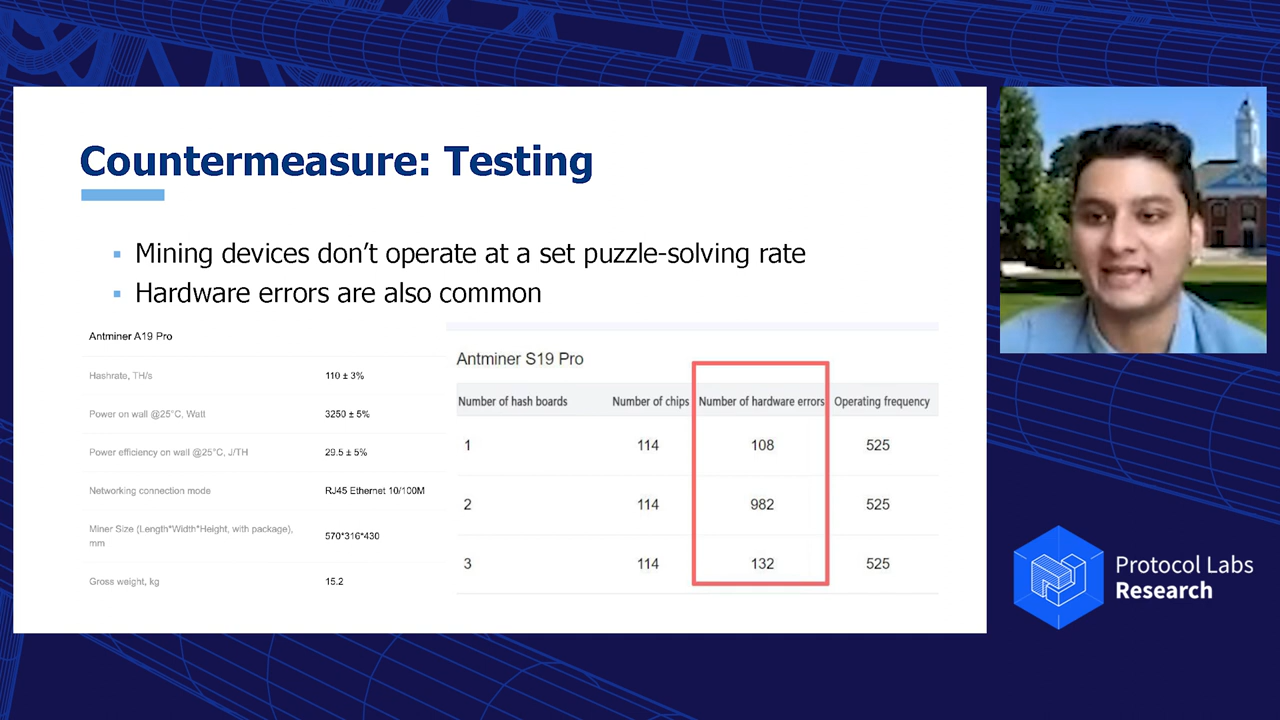 Countermeasure: Testing
Mining devices don’t operate at a set puzzle-solving rate
Hardware errors are also common
Antminer A19 Pro
Hashrate, TH/s 110 ± 3%
Power on wall @25°C, Watt 3250 ± 5%
Power efficiency on wall @25°C, J/TH 29.5 ± 5%
Networking connection mode RJ45 Ethernet 10/100M
Miner Size (Length*Width*Height, with package),
mm 570*316*430
Gross weight, kg 15.2
Antminer S19 Pro
Number of hash boards Number of chips Number of hardware errors Operating frequency
1 114 108 525
2 114 982 525
3 114 132 525
Protocol Labs
Research